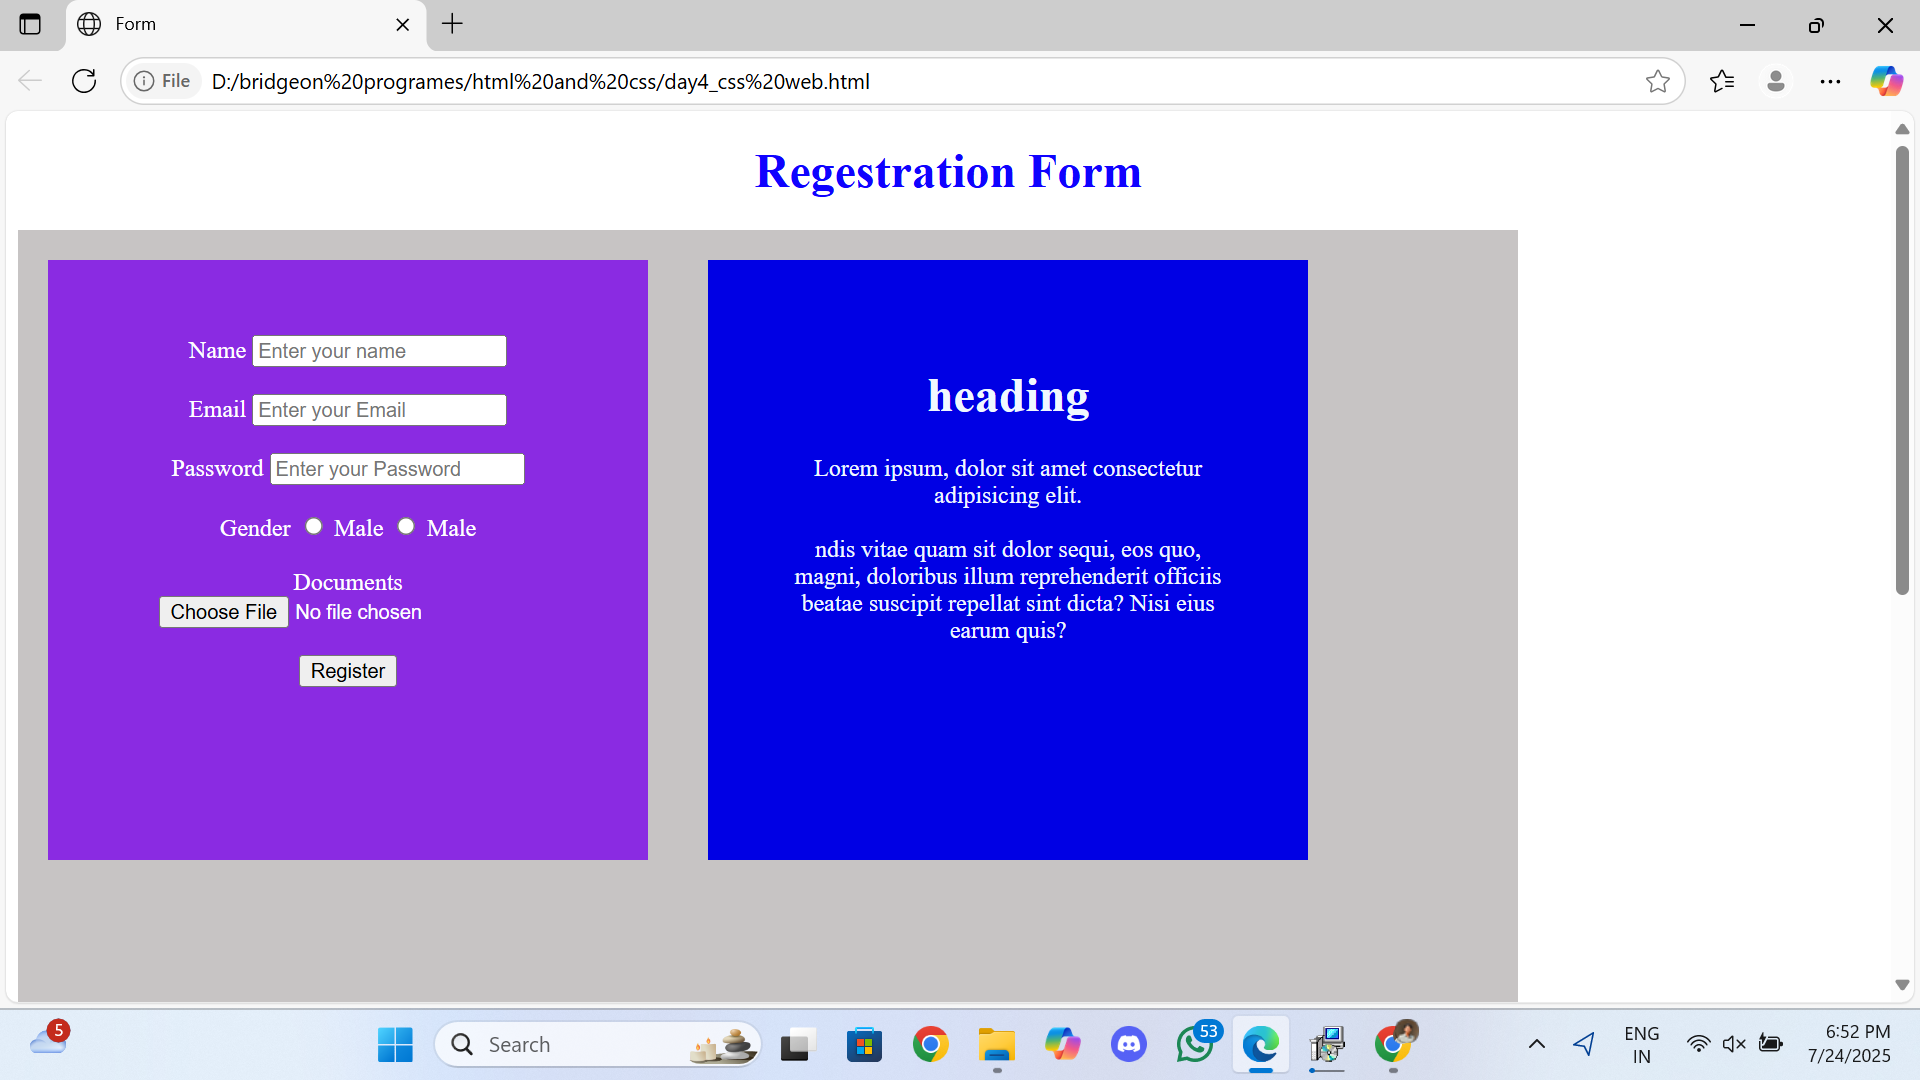 Form
File
D:/bridgeon%20programes/html%20and%20css/day4_css%20web.html
Regestration Form
Name Enter your name
Email Enter your Email
Password Enter your Password
Gender Male Male
Documents
Choose File No file chosen
Register
heading
Lorem ipsum, dolor sit amet consectetur
adipisicing elit.
ndis vitae quam sit dolor sequi, eos quo,
magni, doloribus illum reprehenderit officiis
beatae suscipit repellat sint dicta? Nisi eius
earum quis?
5
Search
53
ENG
IN
6:52 PM
7/24/2025